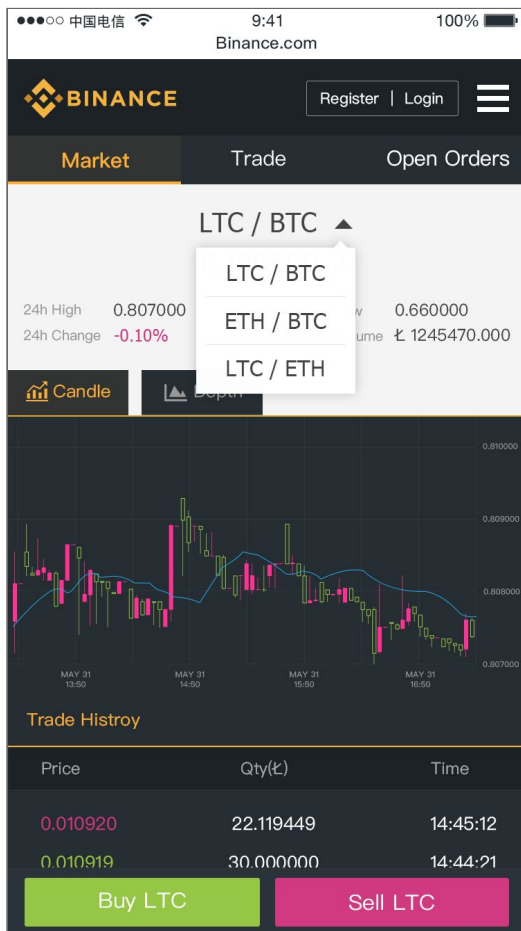 中国电信 9:41 100%
Binance.com
BINANCE Register | Login
Market Trade Open Orders
LTC / BTC
LTC / BTC
ETH / BTC
LTC / ETH
24h High 0.807000 0.660000
24h Change -0.10% Ł 1245470.000
Candle Depth
0.810000
0.809000
0.808000
0.807000
MAY 31 MAY 31 MAY 31 MAY 31
13:50 14:50 15:50 16:50
Trade Histroy
Price Qty(Ł) Time
0.010920 22.119449 14:45:12
0.010919 30.000000 14:44:21
Buy LTC Sell LTC